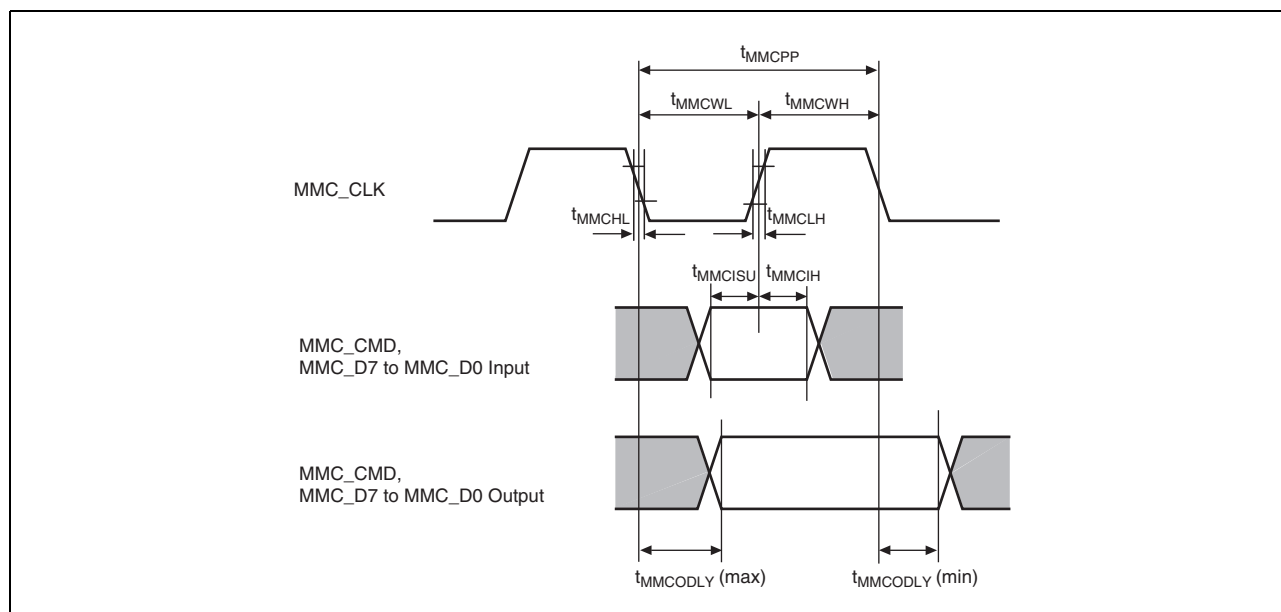 tMMCPP
tMMCWL
tMMCWH
MMC_CLK
tMMCHL
tMMCLH
tMMCISU
tMMCIH
MMC_CMD,
MMC_D7 to MMC_D0 Input
MMC_CMD,
MMC_D7 to MMC_D0 Output
tMMCODLY (max)
tMMCODLY (min)